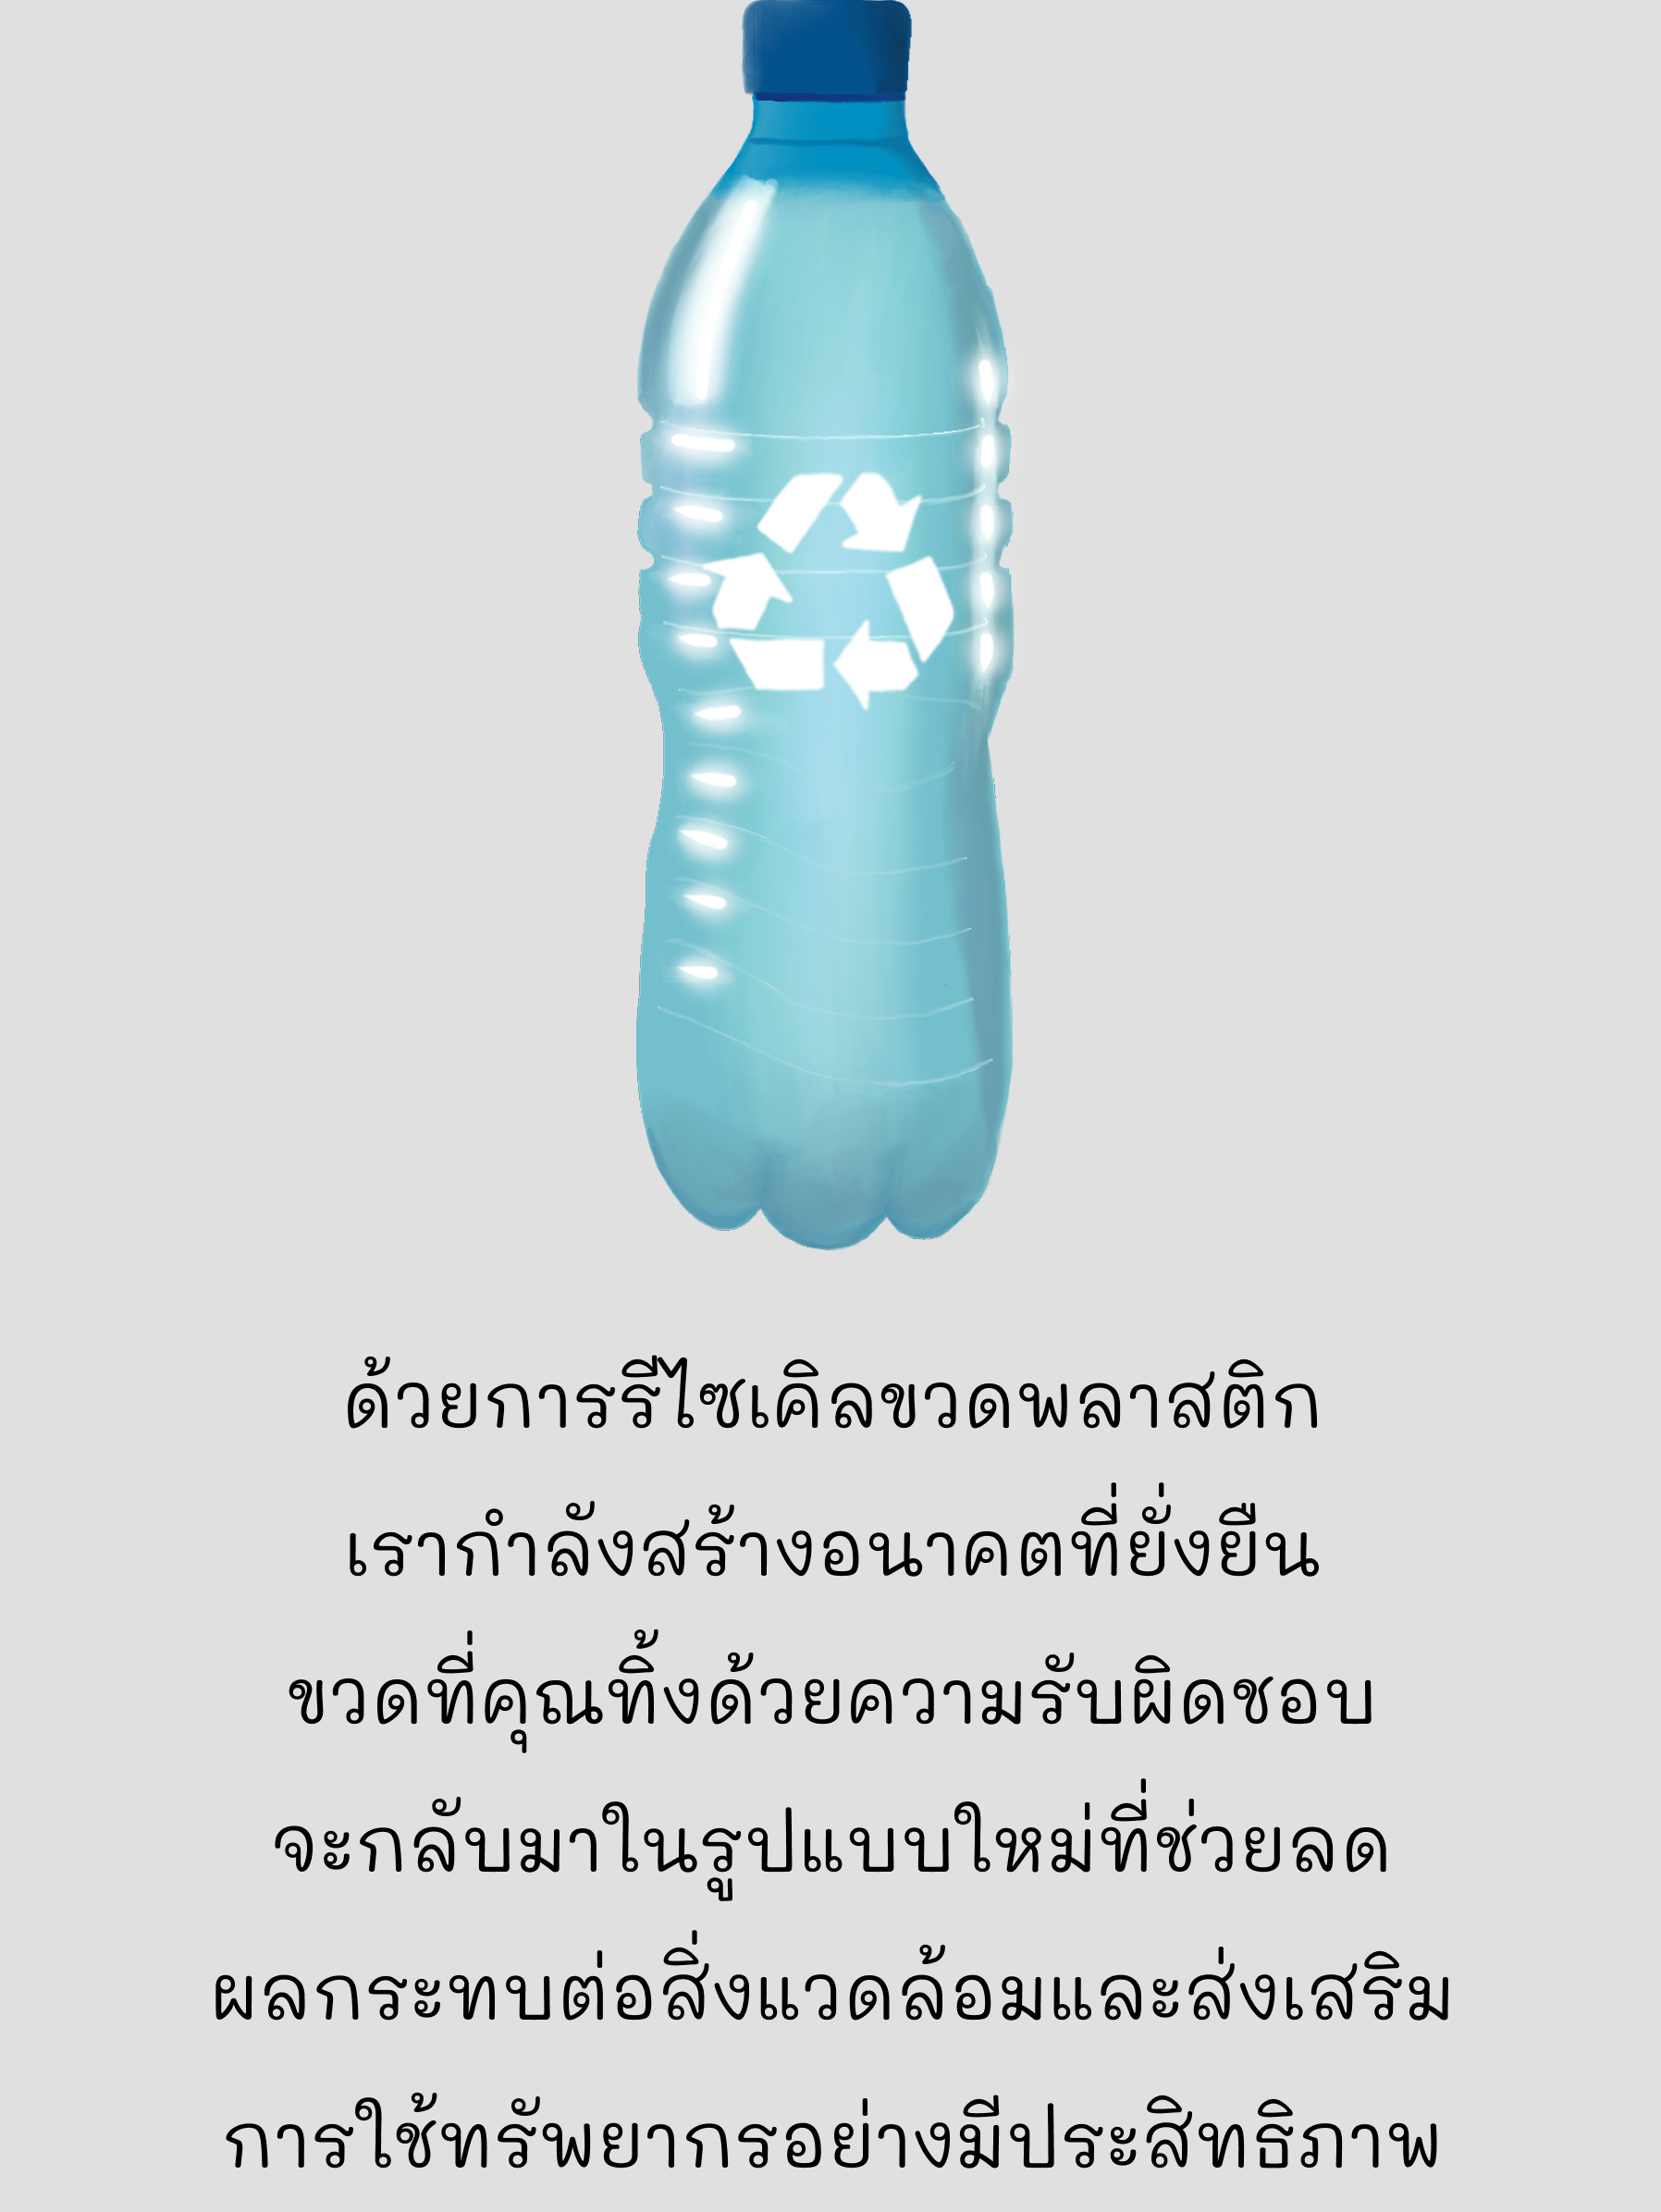 ด้วยการรีไซเคิลขวดพลาสติก
เรากำลังสร้างอนาคตที่ยั่งยืน
ขวดที่คุณทิ้งด้วยความรับผิดชอบ
จะกลับมาในรูปแบบใหม่ที่ช่วยลด
ผลกระทบต่อสิ่งแวดล้อมและส่งเสริม
การใช้ทรัพยากรอย่างมีประสิทธิภาพ